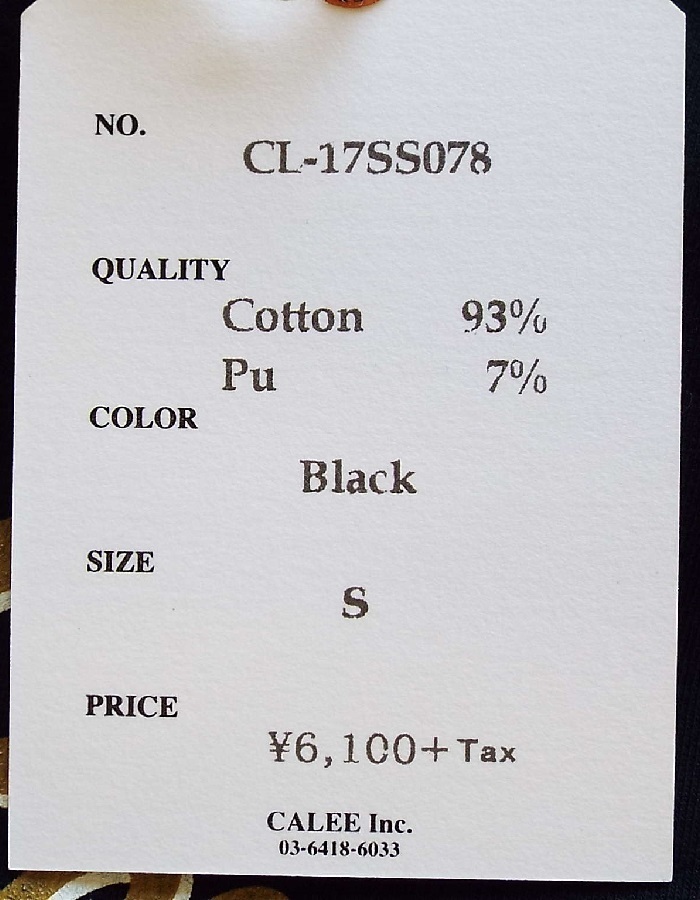 NO.
CL-17SS078
QUALITY
Cotton 93%
Pu 7%
COLOR
Black
SIZE
S
PRICE
¥6,100+Tax
CALEE Inc.
03-6418-6033